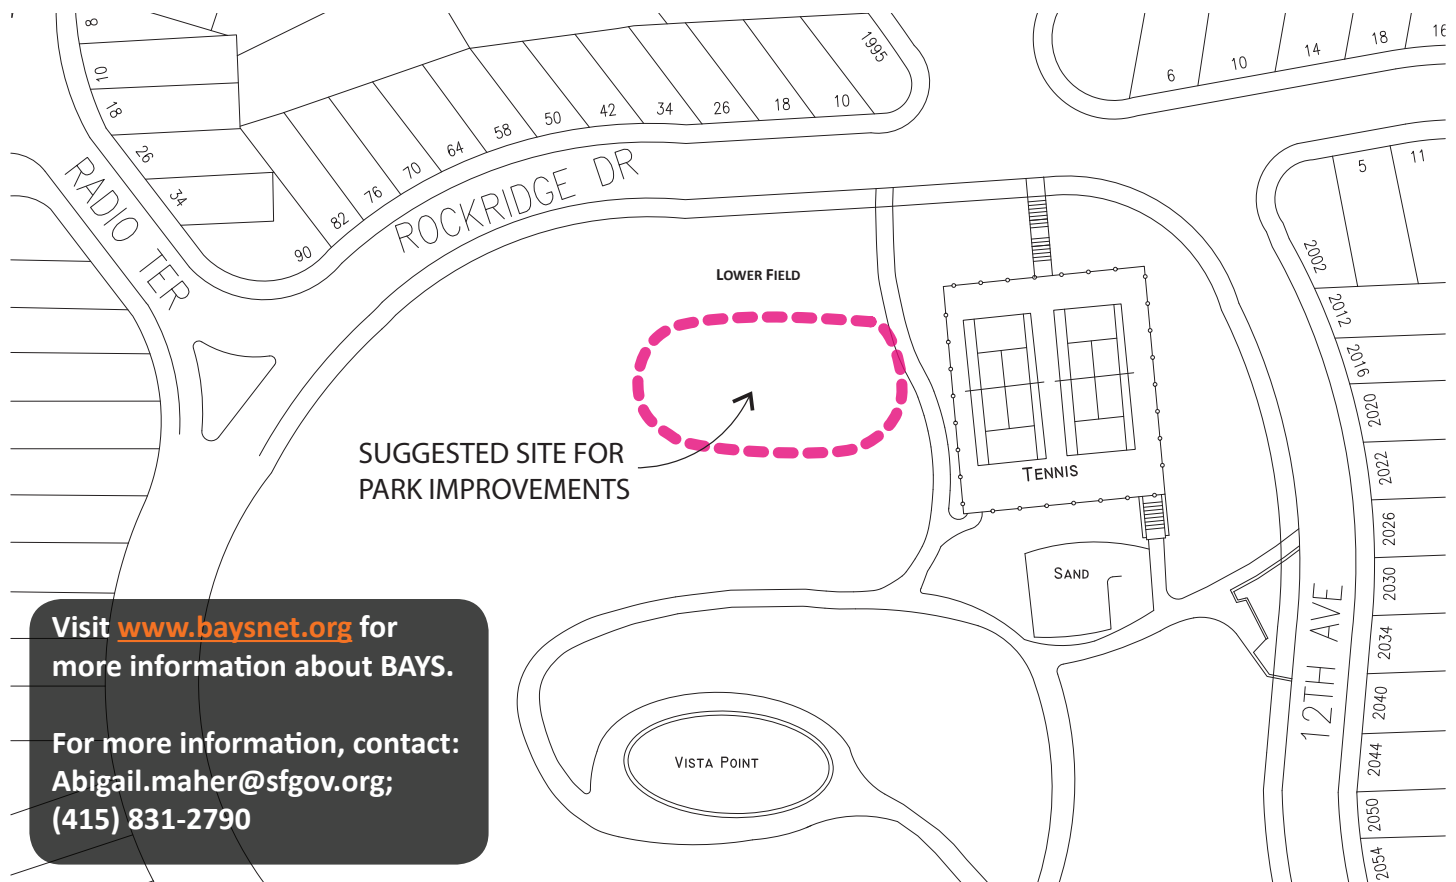 8
10
18
26
34
RADIO TER
90
82
76
70
64
58
50
42
34
26
18
10
1995
ROCKRIDGE DR
6
10
14
18
16
5
11
LOWER FIELD
SUGGESTED SITE FOR
PARK IMPROVEMENTS
TENNIS
SAND
VISTA POINT
12TH AVE
2002
2012
2016
2020
2022
2026
2030
2034
2040
2044
2050
2054
Visit www.baysnet.org for
more information about BAYS.
For more information, contact:
Abigail.maher@sfgov.org;
(415) 831-2790